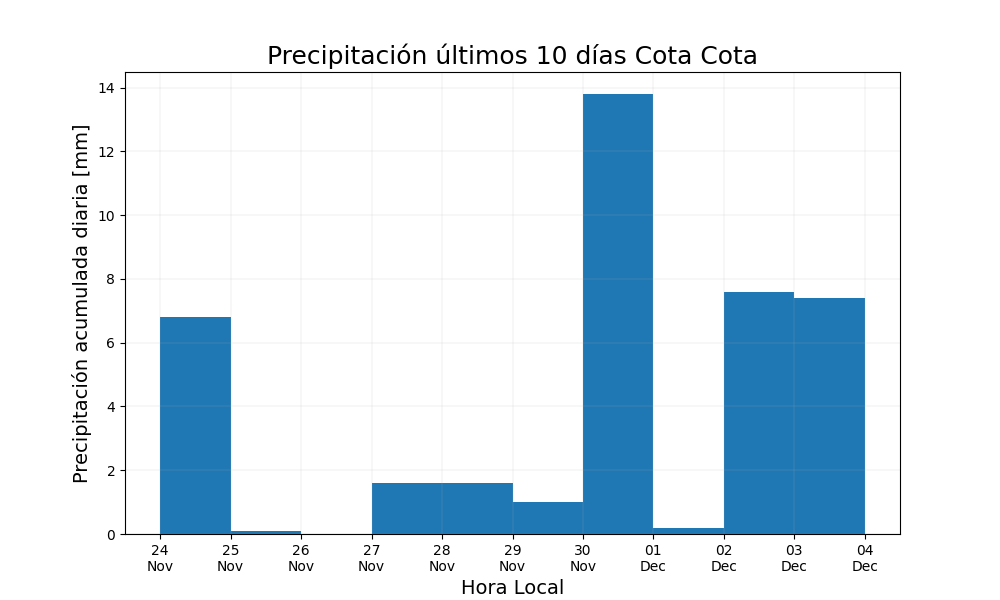 Precipitación últimos 10 días Cota Cota
Precipitación acumulada diaria [mm]
14
12
10
8
6
4
2
0
24 25 26 27 28 29 30 01 02 03 04
Nov Nov Nov Nov Nov Nov Nov Dec Dec Dec Dec
Hora Local